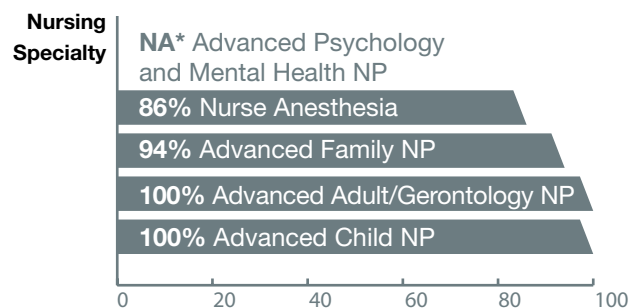 Nursing
Specialty
NA* Advanced Psychology
and Mental Health NP
86% Nurse Anesthesia
94% Advanced Family NP
100% Advanced Adult/Gerontology NP
100% Advanced Child NP
0 20 40 60 80 100